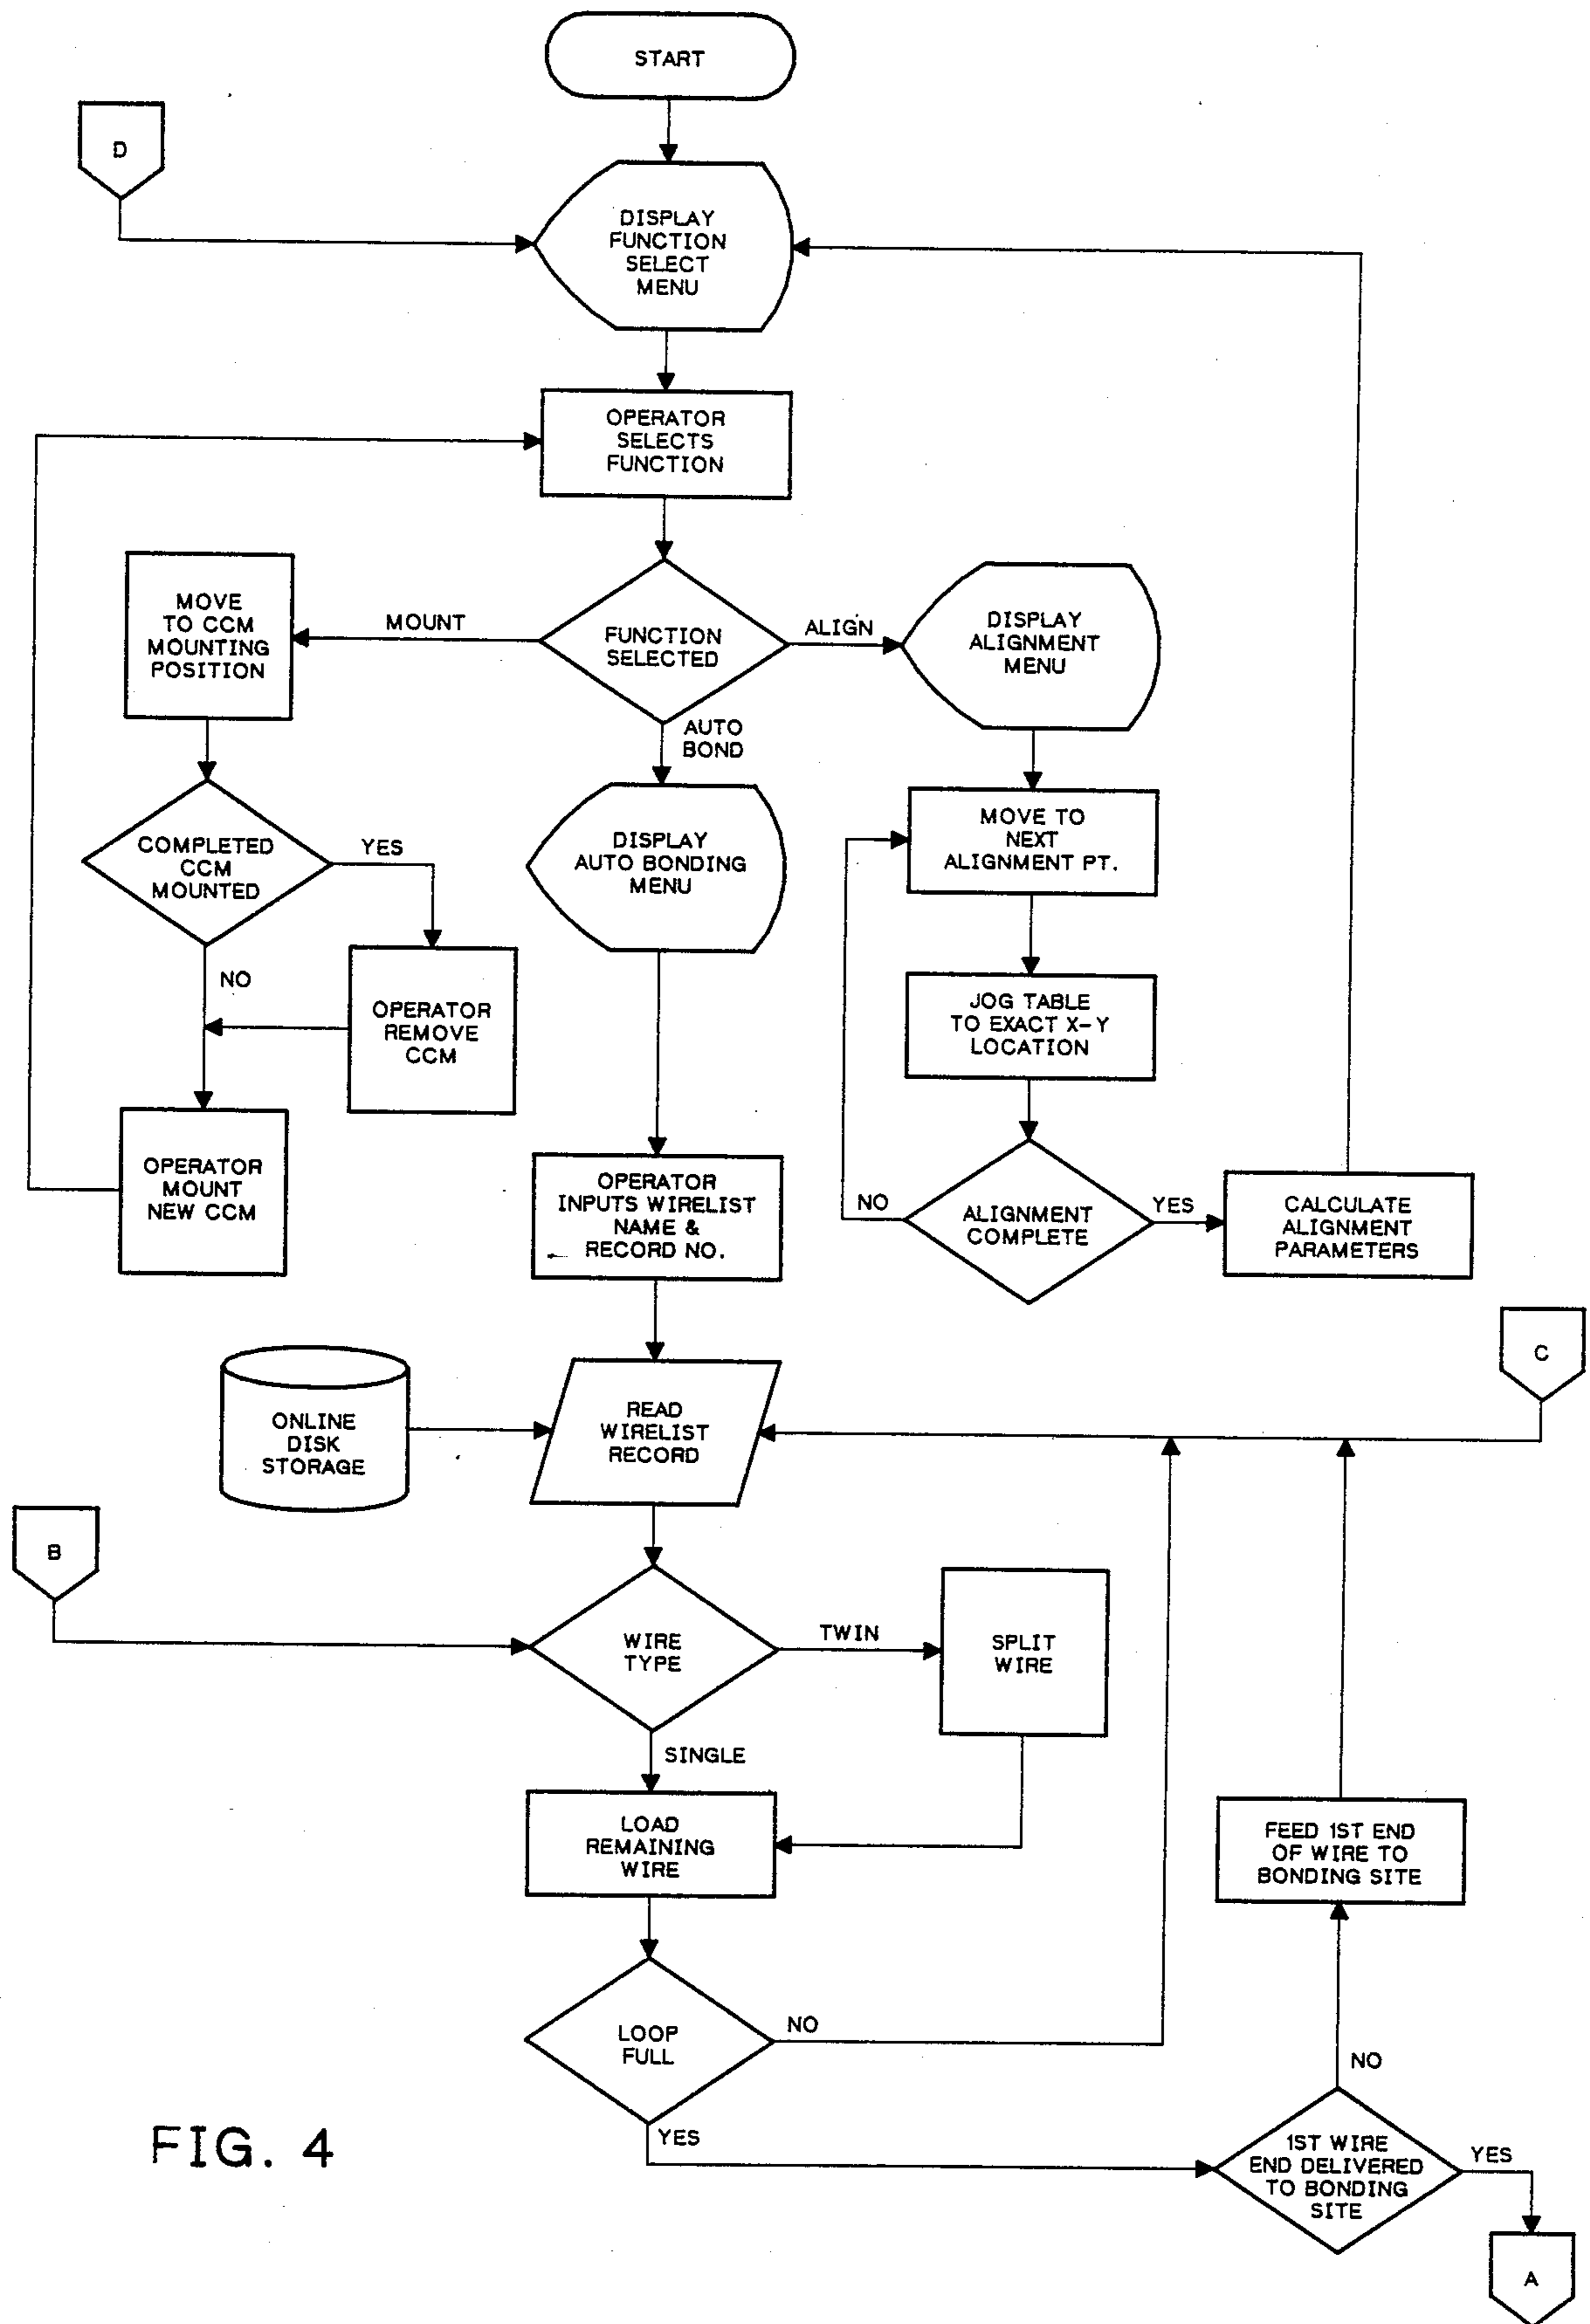 START
D
DISPLAY
FUNCTION
SELECT
MENU
OPERATOR
SELECTS
FUNCTION
MOVE
TO CCM
MOUNTING
POSITION
MOUNT
FUNCTION
SELECTED
ALIGN
DISPLAY
ALIGNMENT
MENU
AUTO
BOND
COMPLETED
CCM
MOUNTED
YES
DISPLAY
AUTO BONDING
MENU
MOVE TO
NEXT
ALIGNMENT PT.
NO
OPERATOR
REMOVE
CCM
JOG TABLE
TO EXACT X-Y
LOCATION
OPERATOR
MOUNT
NEW CCM
OPERATOR
INPUTS WIRELIST
NAME &
RECORD NO.
NO
ALIGNMENT
COMPLETE
YES
CALCULATE
ALIGNMENT
PARAMETERS
C
ONLINE
DISK
STORAGE
READ
WIRELIST
RECORD
B
WIRE
TYPE
TWIN
SPLIT
WIRE
SINGLE
LOAD
REMAINING
WIRE
FEED 1ST END
OF WIRE TO
BONDING SITE
LOOP
FULL
NO
NO
YES
1ST WIRE
END DELIVERED
TO BONDING
SITE
YES
A
FIG. 4